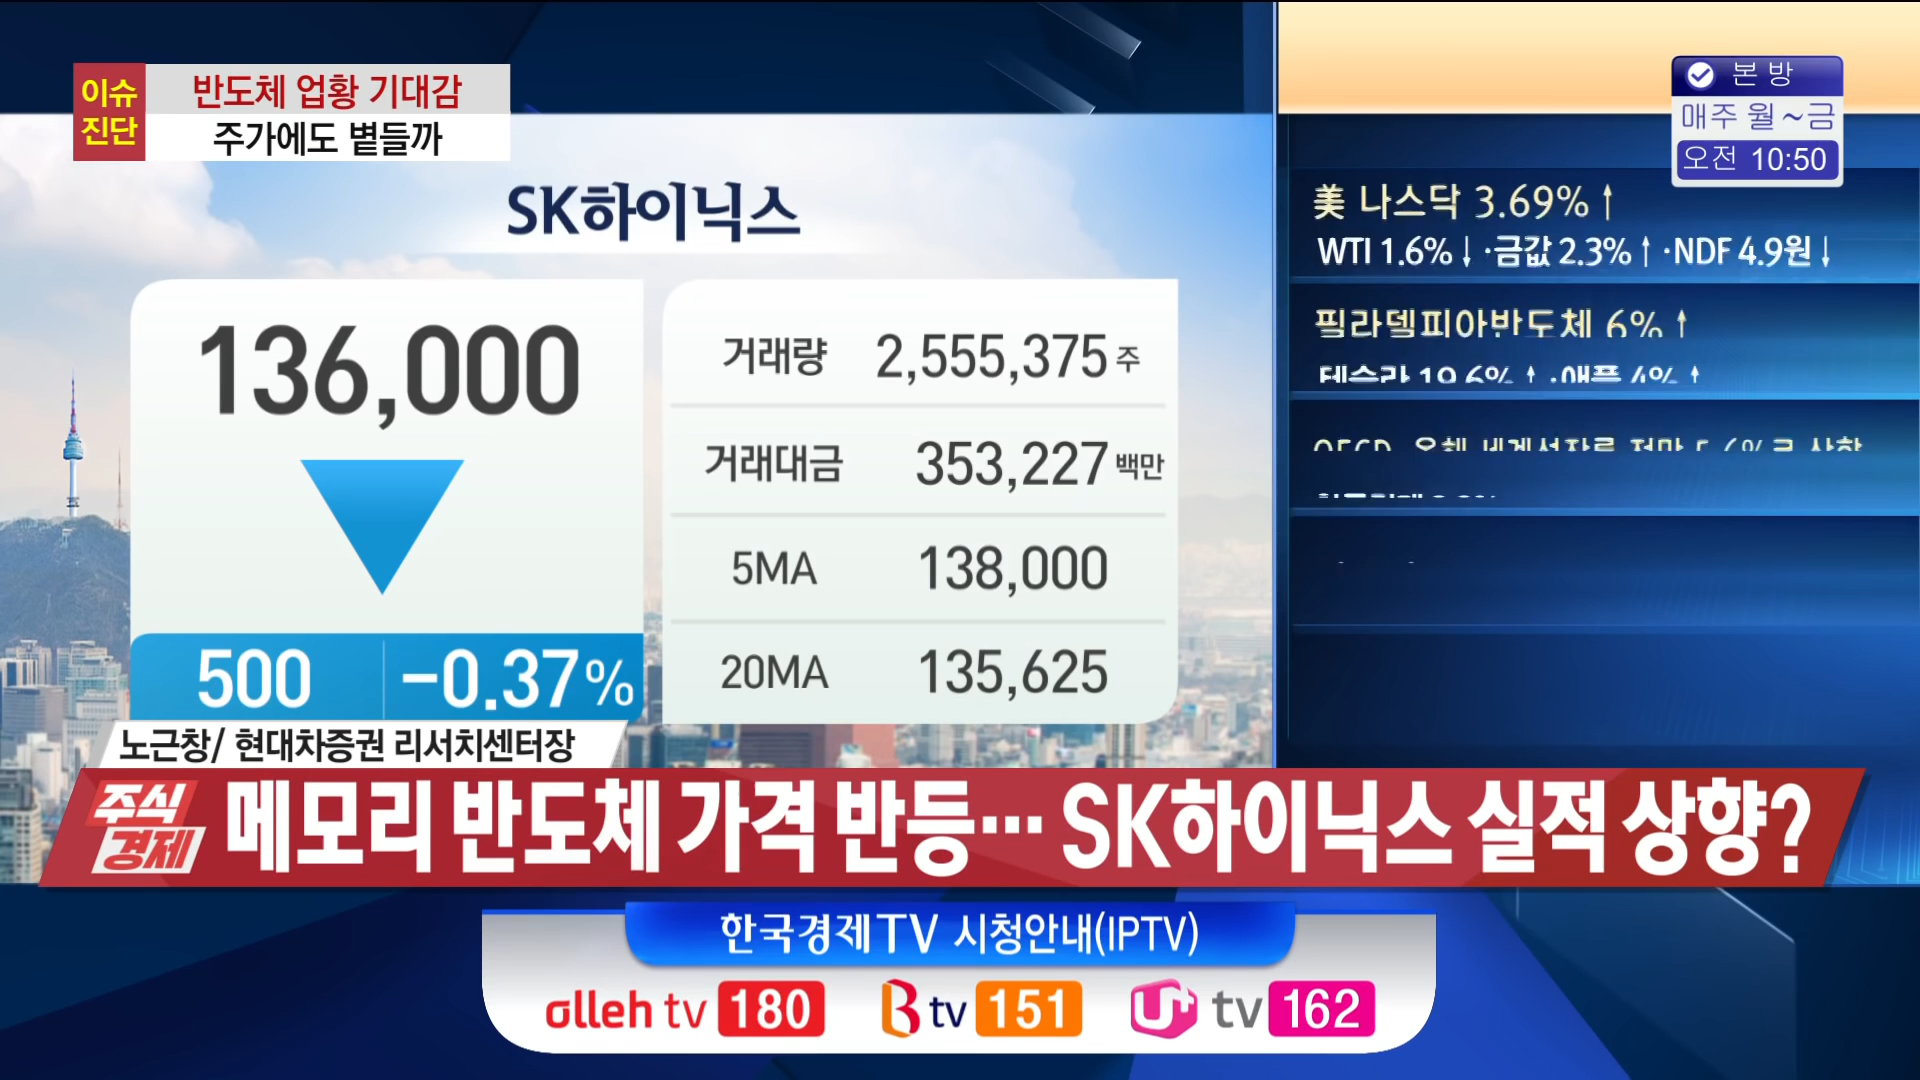 이슈
진단
반도체 업황 기대감
주가에도 볕들까
본 방
매주 월~금
오전 10:50
SK하이닉스
136,000
500 -0.37%
거래량 2,555,375 주
거래대금 353,227 백만
5MA 138,000
20MA 135,625
美 나스닥 3.69%↑
WTI 1.6%↓·금값 2.3%↑·NDF 4.9원↓
필라델피아반도체 6%↑
노근창/ 현대차증권 리서치센터장
주식
경제
메모리 반도체 가격 반등… SK하이닉스 실적 상향?
한국경제TV 시청안내(IPTV)
olleh tv 180 B tv 151 U+ tv 162